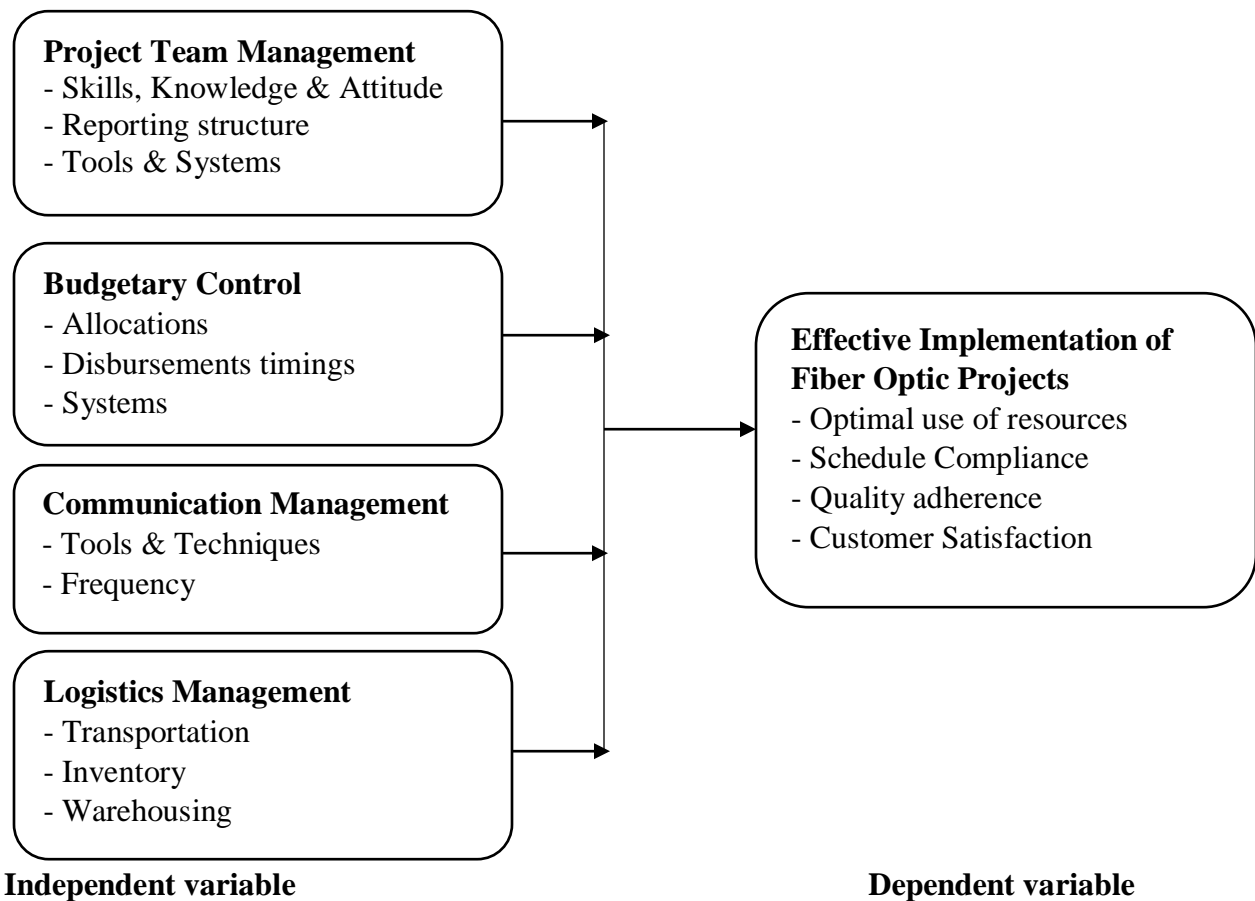 Project Team Management
- Skills, Knowledge & Attitude
- Reporting structure
- Tools & Systems
Budgetary Control
- Allocations
- Disbursements timings
- Systems
Communication Management
- Tools & Techniques
- Frequency
Logistics Management
- Transportation
- Inventory
- Warehousing
Independent variable
Effective Implementation of
Fiber Optic Projects
- Optimal use of resources
- Schedule Compliance
- Quality adherence
- Customer Satisfaction
Dependent variable